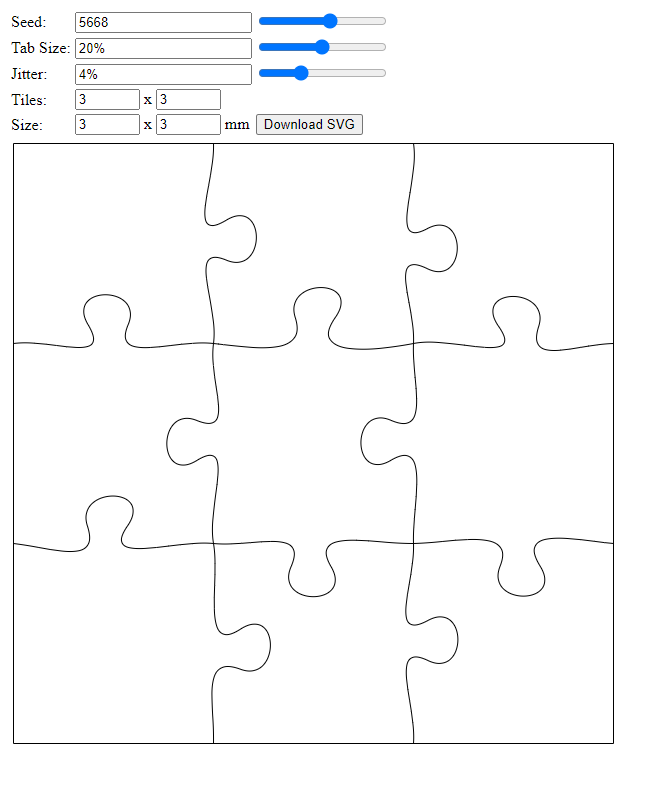 Seed: 5668
Tab Size: 20%
Jitter: 4%
Tiles: 3 x 3
Size: 3 x 3 mm Download SVG